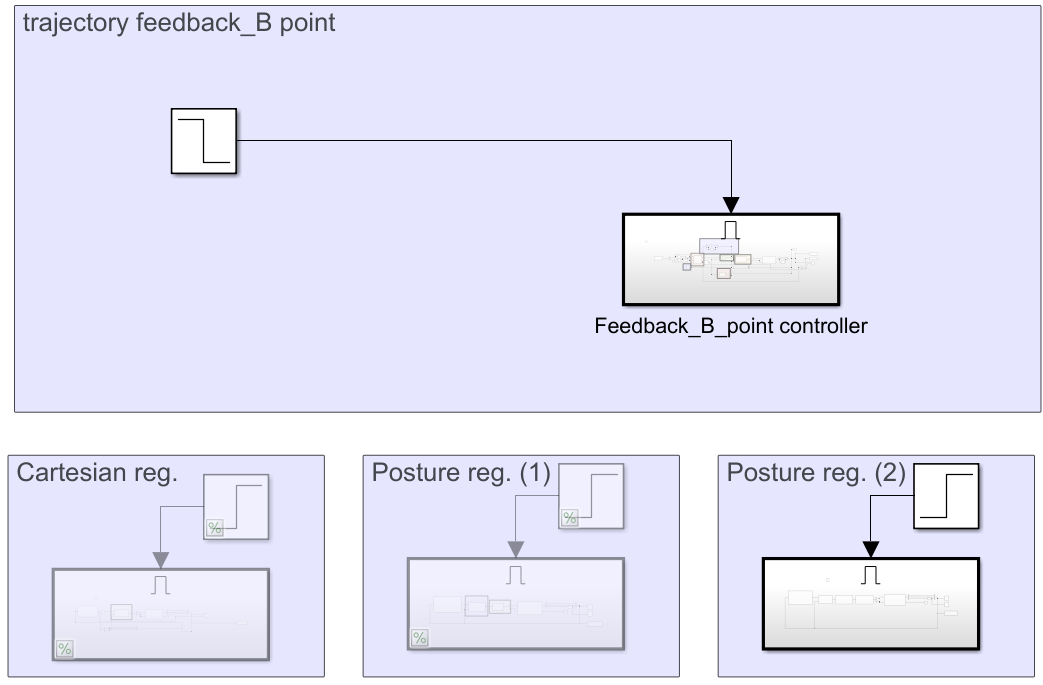 trajectory feedback_B point
Feedback_B_point controller
Cartesian reg.
%
%
Posture reg. (1)
%
%
Posture reg. (2)